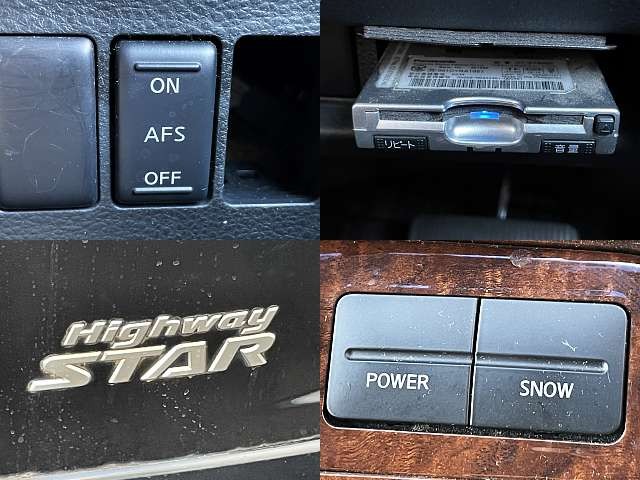 ON
AFS
OFF
リピート
音量
Highway
STAR
POWER
SNOW